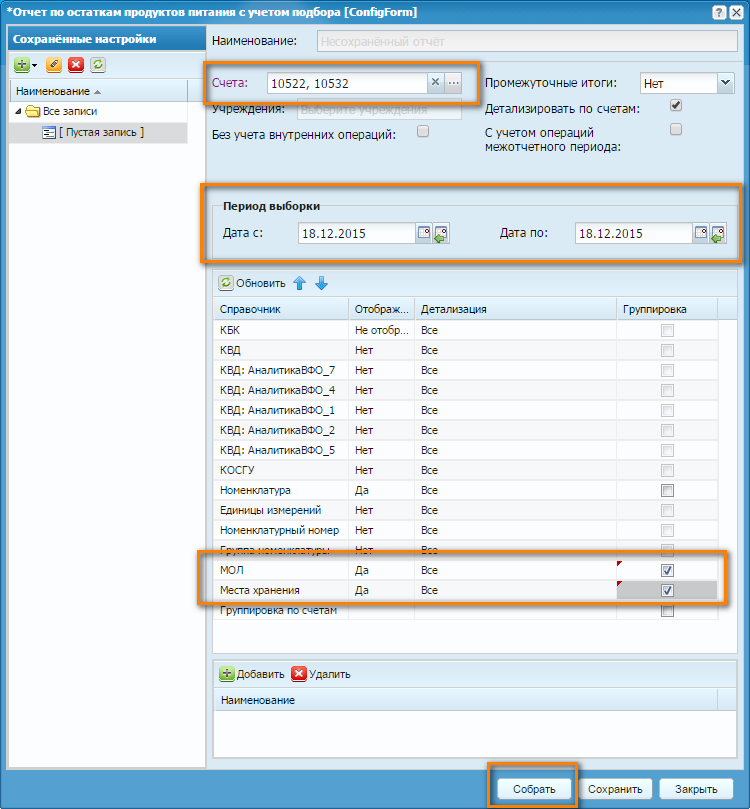 *Отчет по остаткам продуктов питания с учетом подбора [ConfigForm]
Сохранённые настройки
Наименование
Все записи
[ Пустая запись ]
Наименование: Несохранённый отчёт
Счета: 10522, 10532
Промежуточные итоги: Нет
Учреждения: Выберите учреждения
Детализировать по счетам:
Без учета внутренних операций:
С учетом операций
межотчетного периода:
Период выборки
Дата с: 18.12.2015 Дата по: 18.12.2015
Обновить
Справочник Отображ... Детализация Группировка
КБК Не отобр... Все
КВД Нет Все
КВД: АналитикаВФО_7 Нет Все
КВД: АналитикаВФО_4 Нет Все
КВД: АналитикаВФО_1 Нет Все
КВД: АналитикаВФО_2 Нет Все
КВД: АналитикаВФО_5 Нет Все
КОСГУ Нет Все
Номенклатура Да Все
Единицы измерений Нет Все
Номенклатурный номер Нет Все
Группа номенклатуры Нет Все
МОЛ Да Все
Места хранения Да Все
Группировка по счетам
Добавить Удалить
Наименование
Собрать Сохранить Закрыть